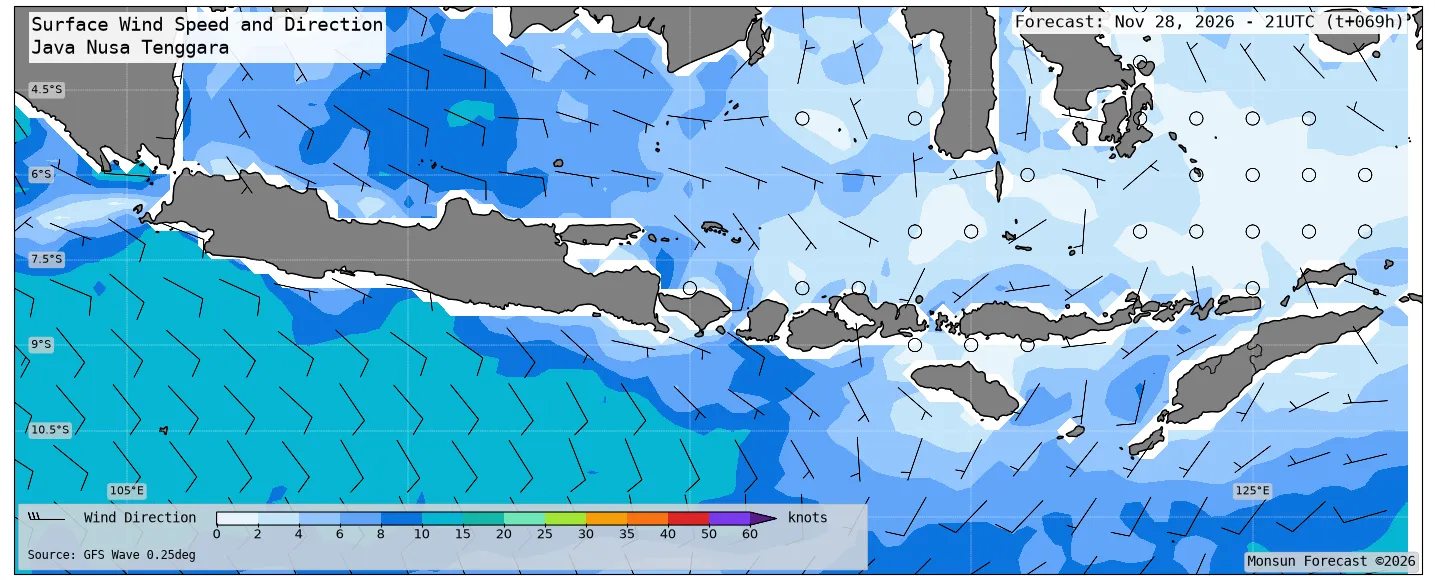 Surface Wind Speed and Direction
Java Nusa Tenggara
Forecast: Nov 28, 2026 - 21UTC (t+069h)
4.5°S
6°S
7.5°S
9°S
10.5°S
105°E
125°E
Wind Direction
0 2 4 6 8 10 15 20 25 30 35 40 50 60
knots
Source: GFS Wave 0.25deg
Monsun Forecast ©2026